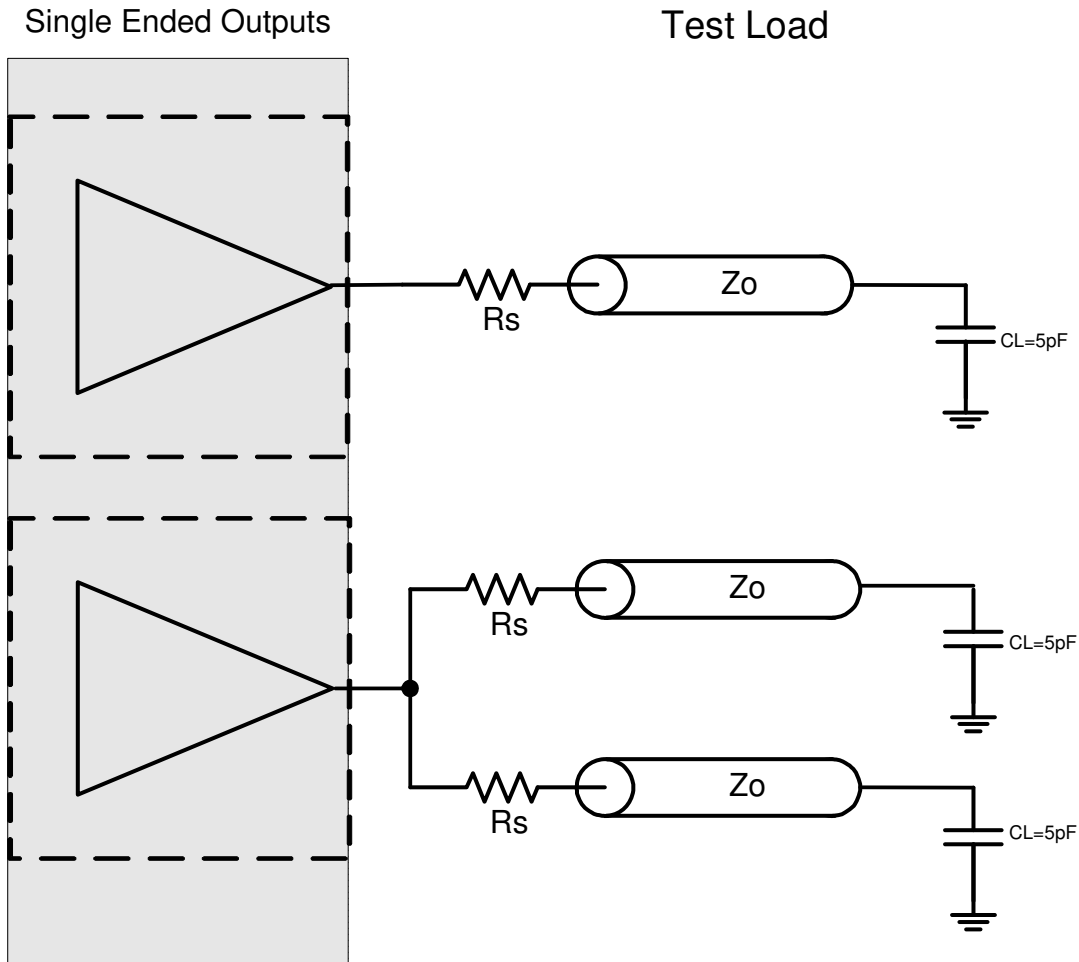 Single Ended Outputs
Test Load
Zo
Rs
CL=5pF
Zo
Rs
CL=5pF
Zo
Rs
CL=5pF